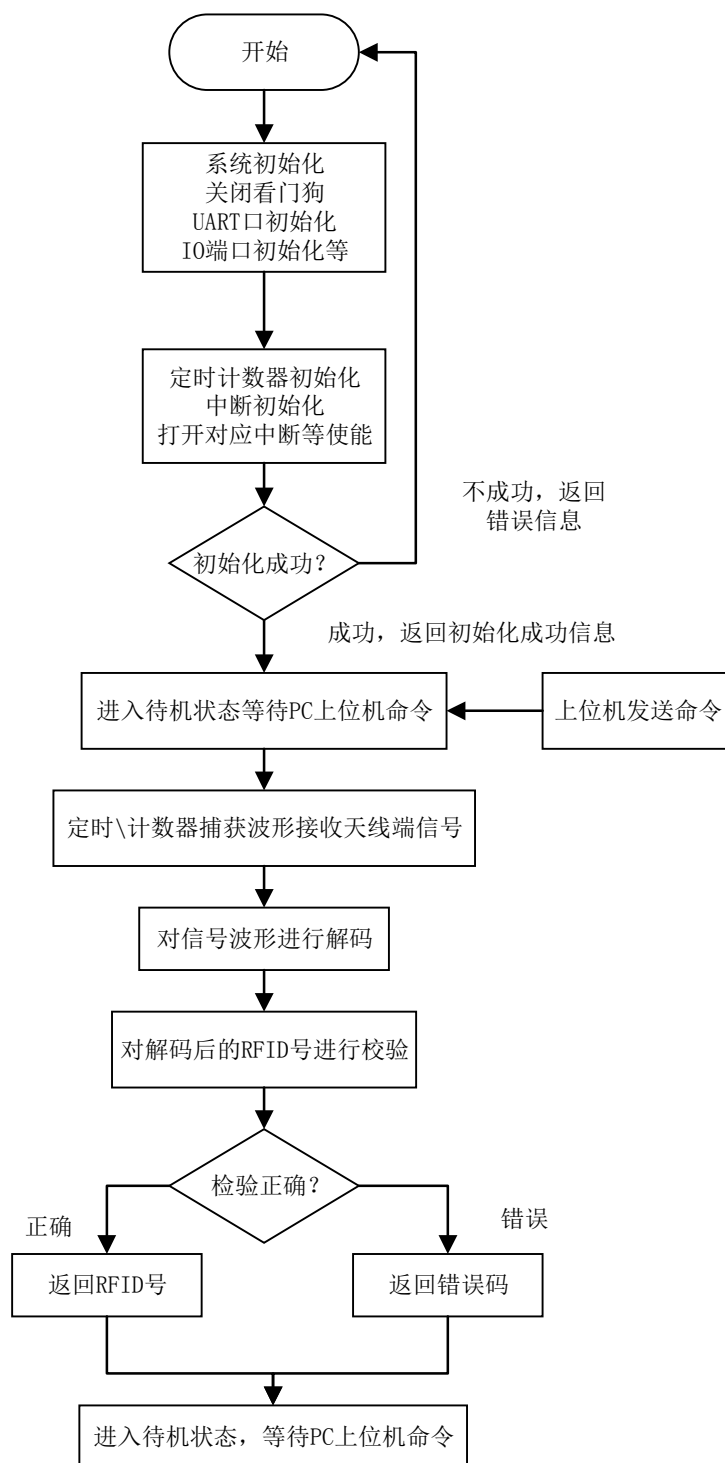 开始
系统初始化
关闭看门狗
UART口初始化
IO端口初始化等
定时计数器初始化
中断初始化
打开对应中断等使能
不成功，返回
错误信息
初始化成功？
成功，返回初始化成功信息
进入待机状态等待PC上位机命令
上位机发送命令
定时\计数器捕获波形接收天线端信号
对信号波形进行解码
对解码后的RFID号进行校验
检验正确？
正确
错误
返回RFID号
返回错误码
进入待机状态，等待PC上位机命令